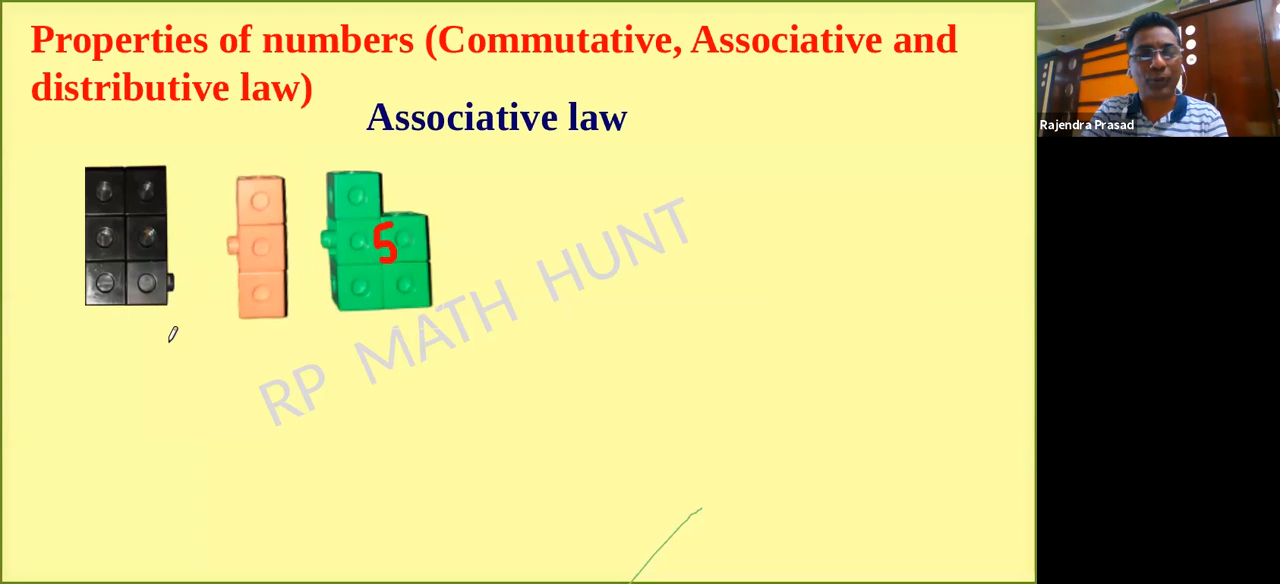 Properties of numbers (Commutative, Associative and
distributive law)
Associative law
5
RP MATH HUNT
Rajendra Prasad